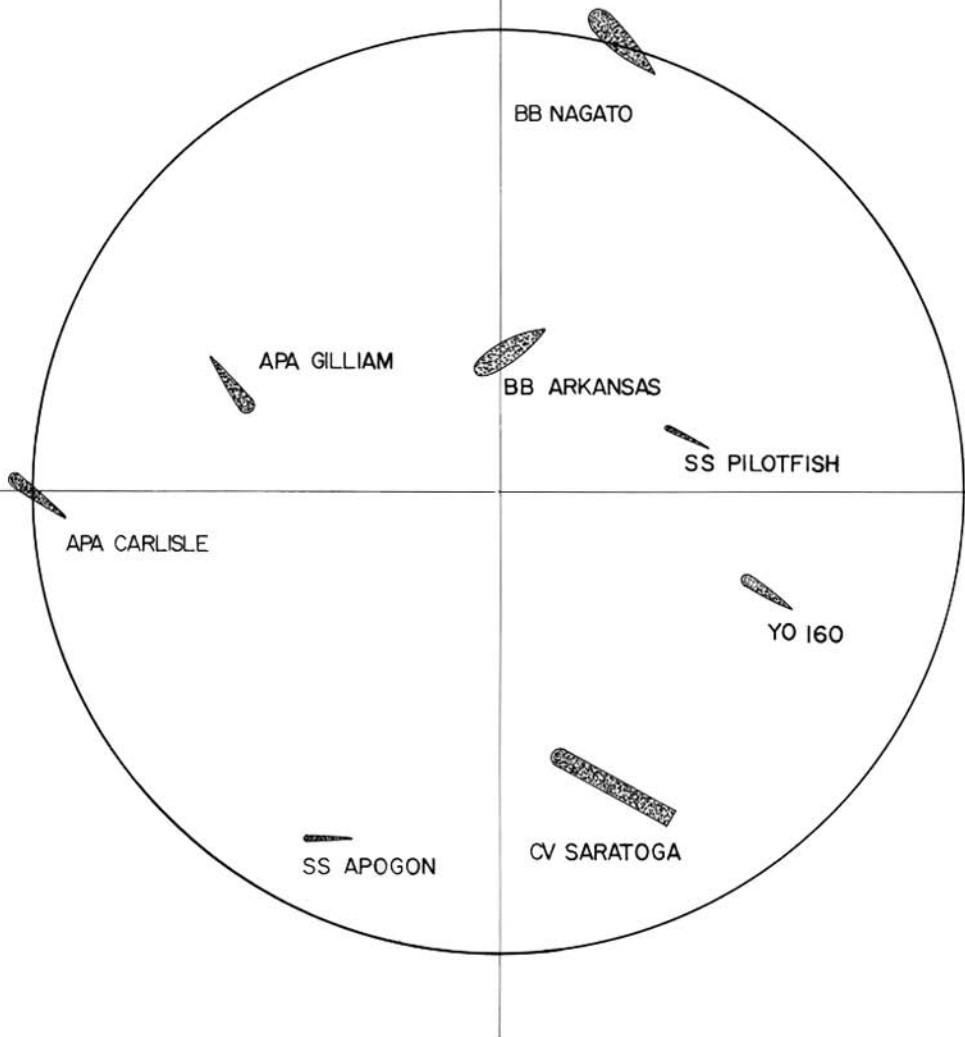 BB NAGATO
APA GILLIAM
BB ARKANSAS
SS PILOTFISH
APA CARLISLE
YO 160
CV SARATOGA
SS APOGON